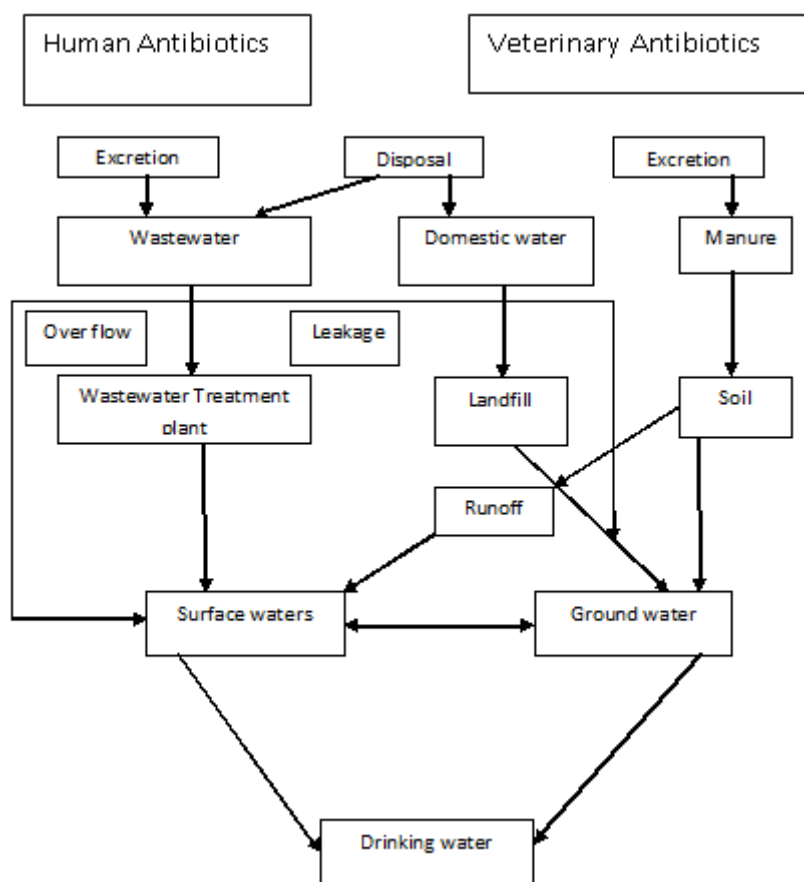 Human Antibiotics
Veterinary Antibiotics
Excretion
Disposal
Excretion
Wastewater
Domestic water
Manure
Over flow
Leakage
Wastewater Treatment
plant
Landfill
Soil
Runoff
Surface waters
Ground water
Drinking water